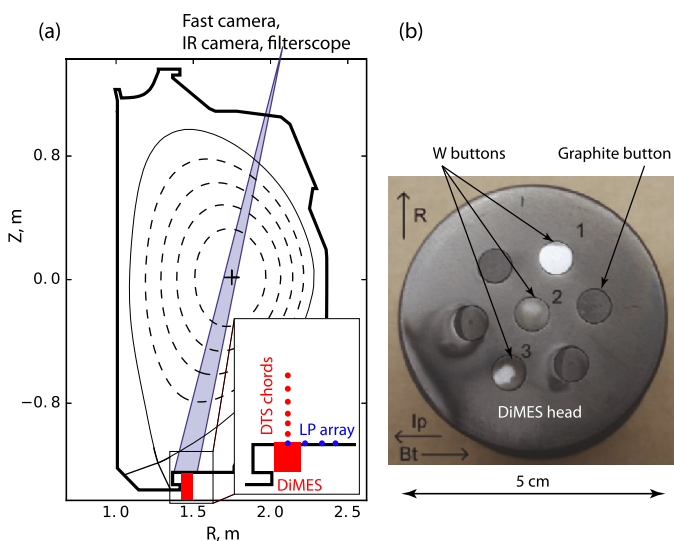 (a)
Fast camera,
IR camera, filterscope
Z, m
0.8
0.0
−0.8
1.0
1.5
2.0
2.5
R, m
DTS chords
LP array
DiMES
(b)
W buttons
Graphite button
R
1
2
3
DiMES head
Ip
Bt
5 cm